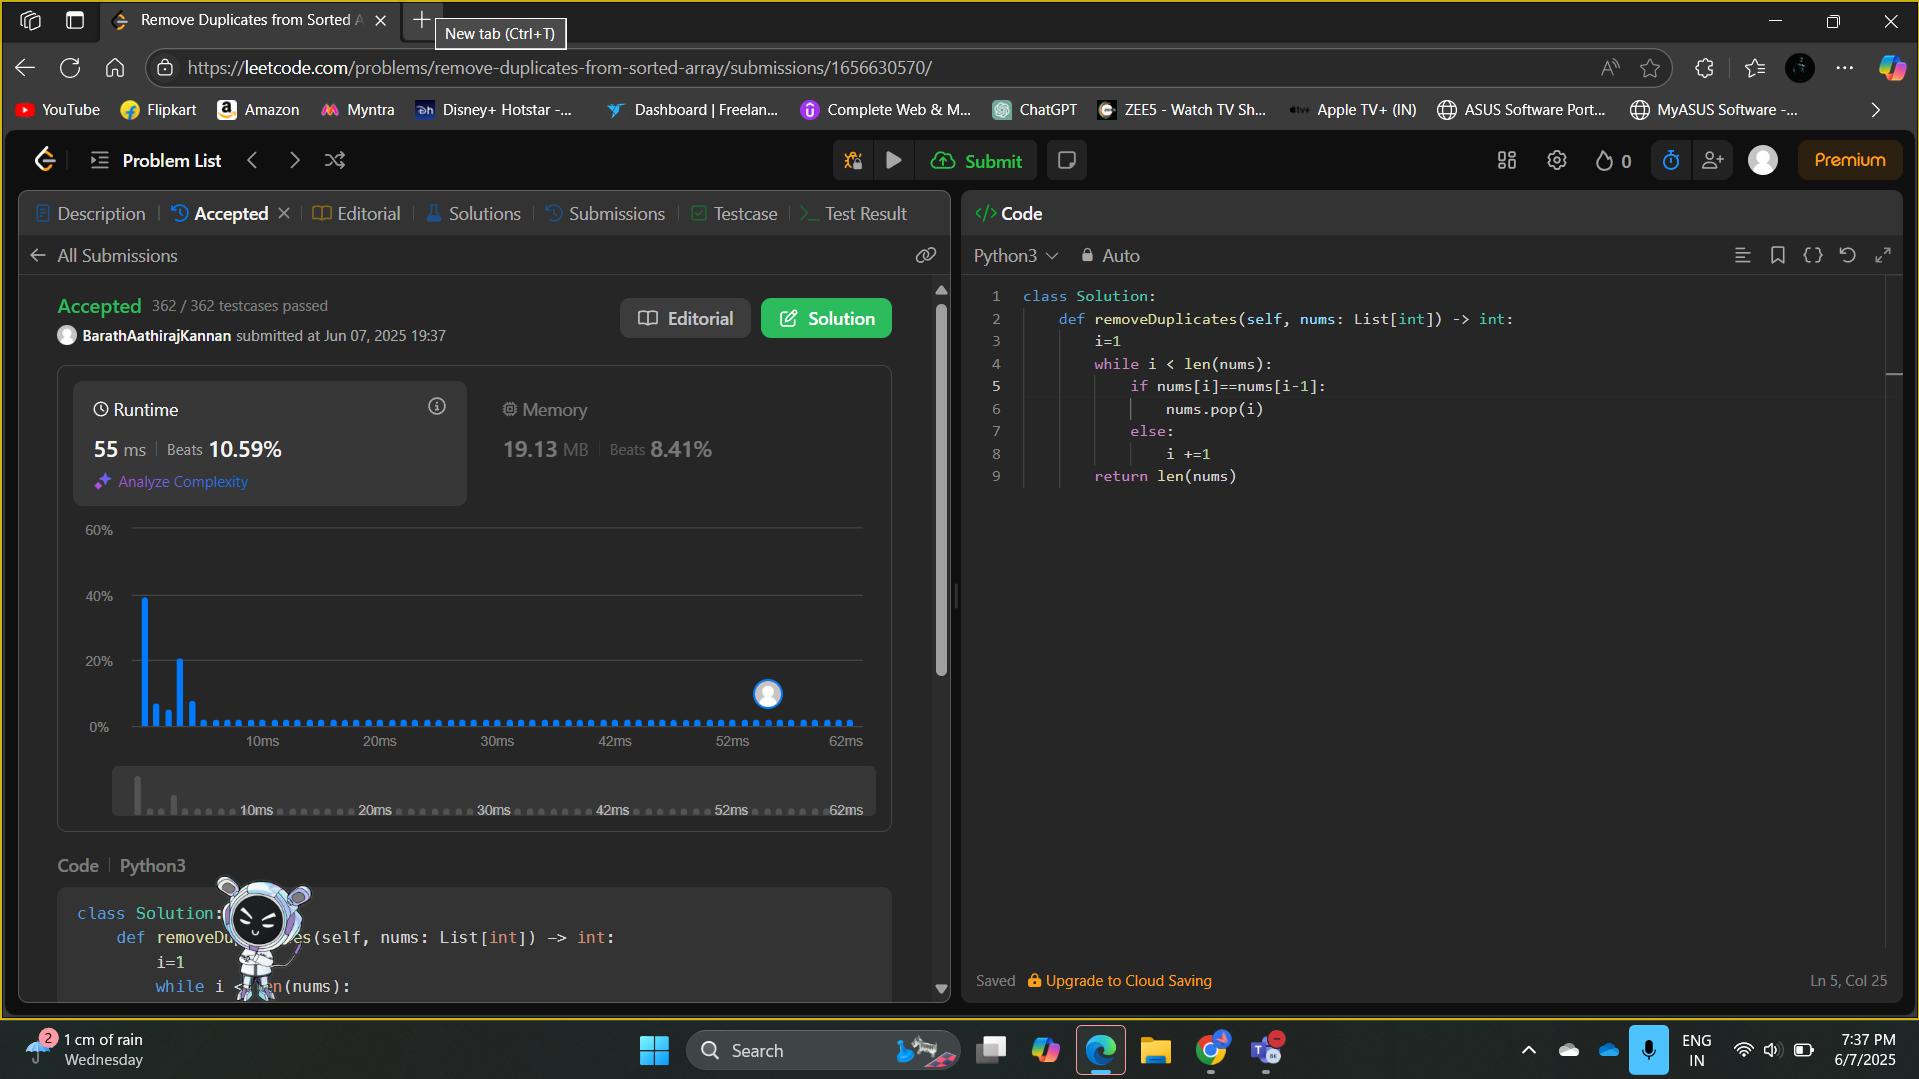 Remove Duplicates from Sorted A
New tab (Ctrl+T)
https://leetcode.com/problems/remove-duplicates-from-sorted-array/submissions/1656630570/
YouTube Flipkart Amazon Myntra Disney+ Hotstar -... Dashboard | Freelan... Complete Web & M... ChatGPT ZEE5 - Watch TV Sh... Apple TV+ (IN) ASUS Software Port... MyASUS Software -...
Problem List
Submit
0
Premium
Description Accepted Editorial Solutions Submissions Testcase Test Result
All Submissions
Accepted 362 / 362 testcases passed
BarathAathirajKannan submitted at Jun 07, 2025 19:37
Editorial
Solution
Runtime
55 ms Beats 10.59%
Analyze Complexity
Memory
19.13 MB Beats 8.41%
60%
40%
20%
0%
10ms 20ms 30ms 42ms 52ms 62ms
10ms 20ms 30ms 42ms 52ms 62ms
Code | Python3
class Solution:
def removeDu es(self, nums: List[int]) -> int:
i=1
while i < en(nums):
</> Code
Python3 Auto
1 class Solution:
2 def removeDuplicates(self, nums: List[int]) -> int:
3 i=1
4 while i < len(nums):
5 if nums[i]==nums[i-1]:
6 nums.pop(i)
7 else:
8 i +=1
9 return len(nums)
Saved Upgrade to Cloud Saving
Ln 5, Col 25
2
1 cm of rain
Wednesday
Search
ENG
IN
7:37 PM
6/7/2025